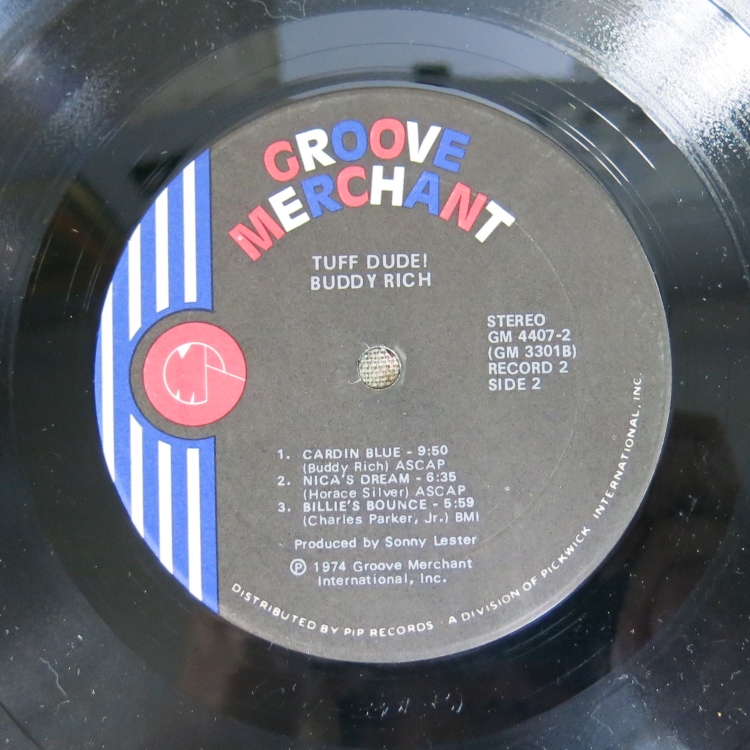 GROOVE
MERCHANT
TUFF DUDE!
BUDDY RICH
STEREO
GM 4407-2
(GM 3301B)
RECORD 2
SIDE 2
1. CARDIN BLUE - 9:50
(Buddy Rich) ASCAP
2. NICA'S DREAM - 6:35
(Horace Silver) ASCAP
3. BILLIE'S BOUNCE - 5:59
(Charles Parker, Jr.) BMI
Produced by Sonny Lester
℗ 1974 Groove Merchant
International, Inc.
DISTRIBUTED BY PIP RECORDS · A DIVISION OF PICKWICK INTERNATIONAL, INC.